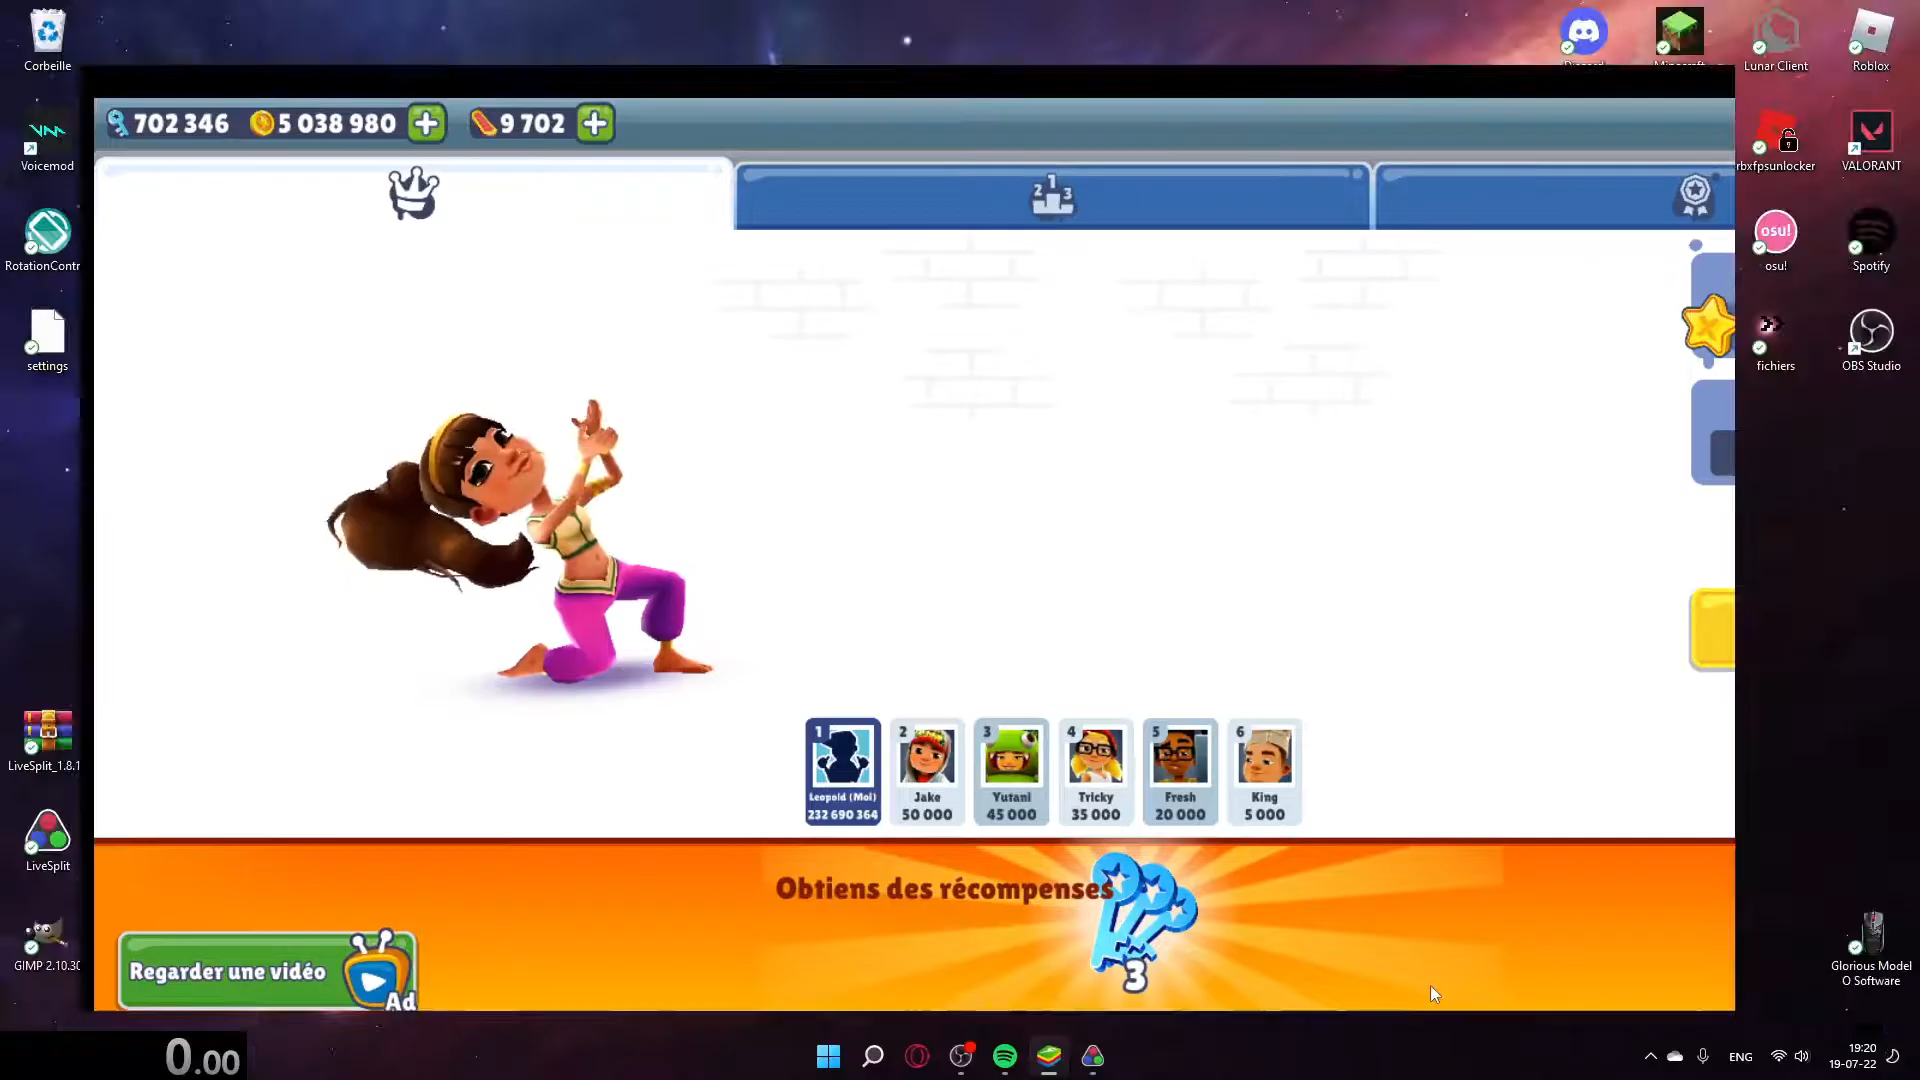 Corbeille
Lunar Client
Roblox
702 346
5 038 980
9 702
Voicemod
rbxfpsunlocker
VALORANT
2 1 3
RotationContr
osu!
osu!
Spotify
settings
fichiers
OBS Studio
1
Leopold (Moi)
232 690 364
2
Jake
50 000
3
Yutani
45 000
4
Tricky
35 000
5
Fresh
20 000
6
King
5 000
LiveSplit_1.8.1
LiveSplit
Obtiens des récompenses
3
Regarder une vidéo
Ad
GIMP 2.10.30
Glorious Model
O Software
0.00
ENG
19:20
19-07-22